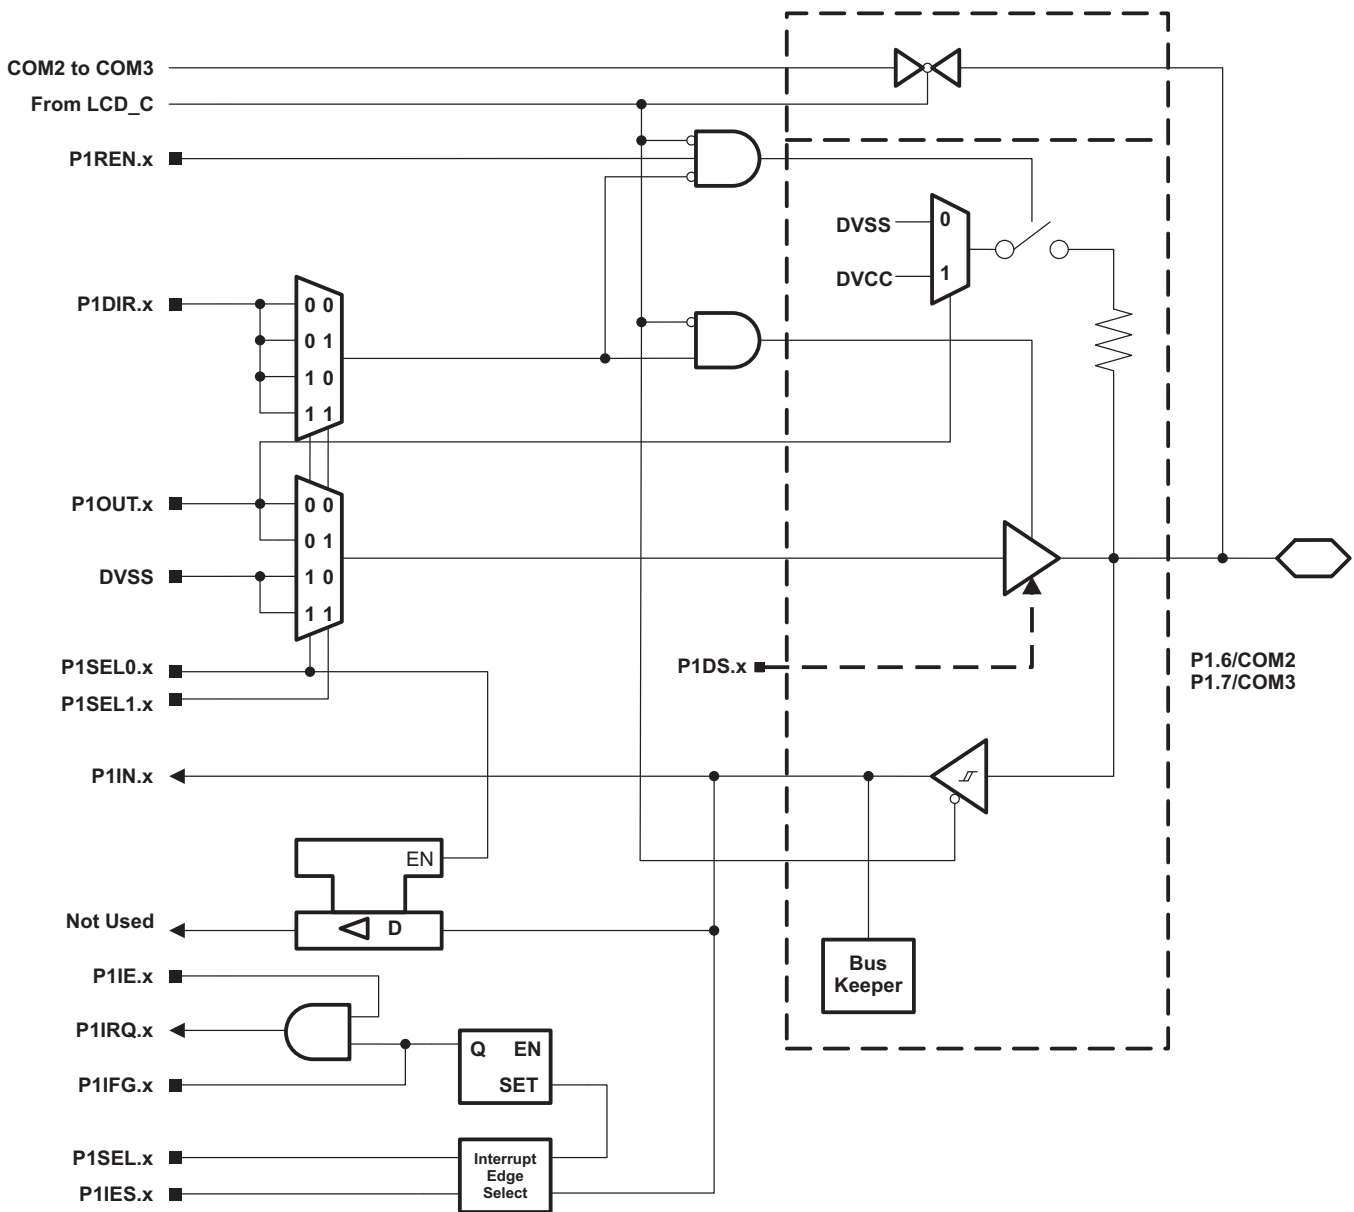 COM2 to COM3
From LCD_C
P1REN.x
DVSS
0
DVCC
1
P1DIR.x
0 0
0 1
1 0
1 1
P1OUT.x
0 0
0 1
DVSS
1 0
1 1
P1SEL0.x
P1SEL1.x
P1DS.x
P1.6/COM2
P1.7/COM3
P1IN.x
EN
Not Used
D
Bus
Keeper
P1IE.x
P1IRQ.x
Q EN
SET
P1IFG.x
P1SEL.x
P1IES.x
Interrupt
Edge
Select